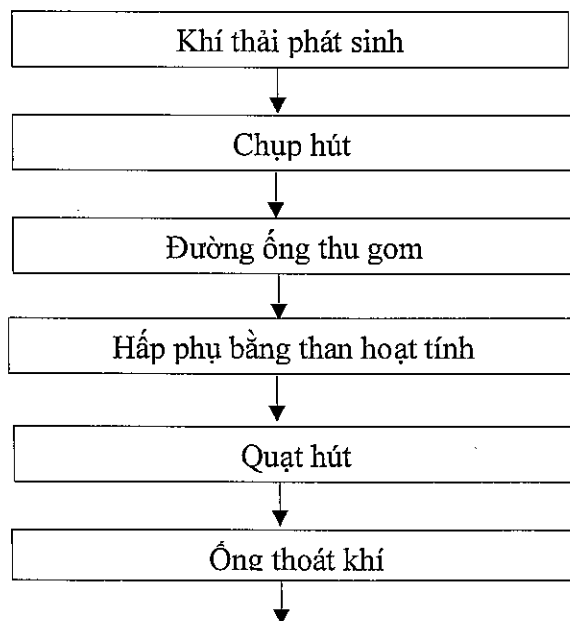 Khí thải phát sinh
Chụp hút
Đường ống thu gom
Hấp phụ bằng than hoạt tính
Quạt hút
Ống thoát khí